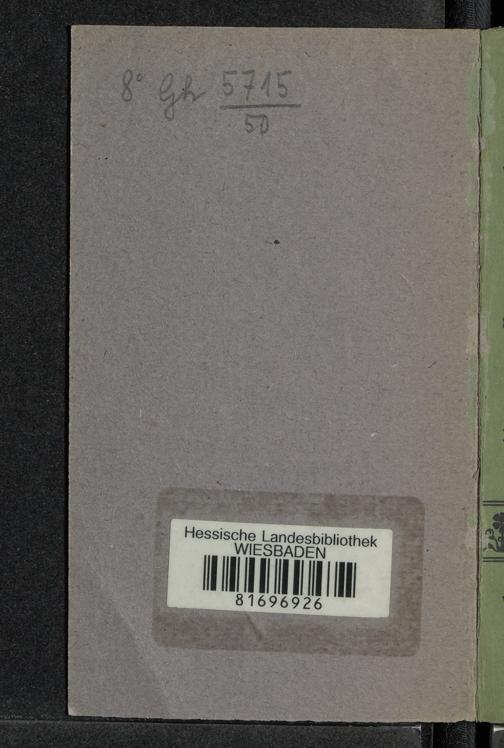 8° Gh 5715
50
Hessische Landesbibliothek
WIESBADEN
81696926